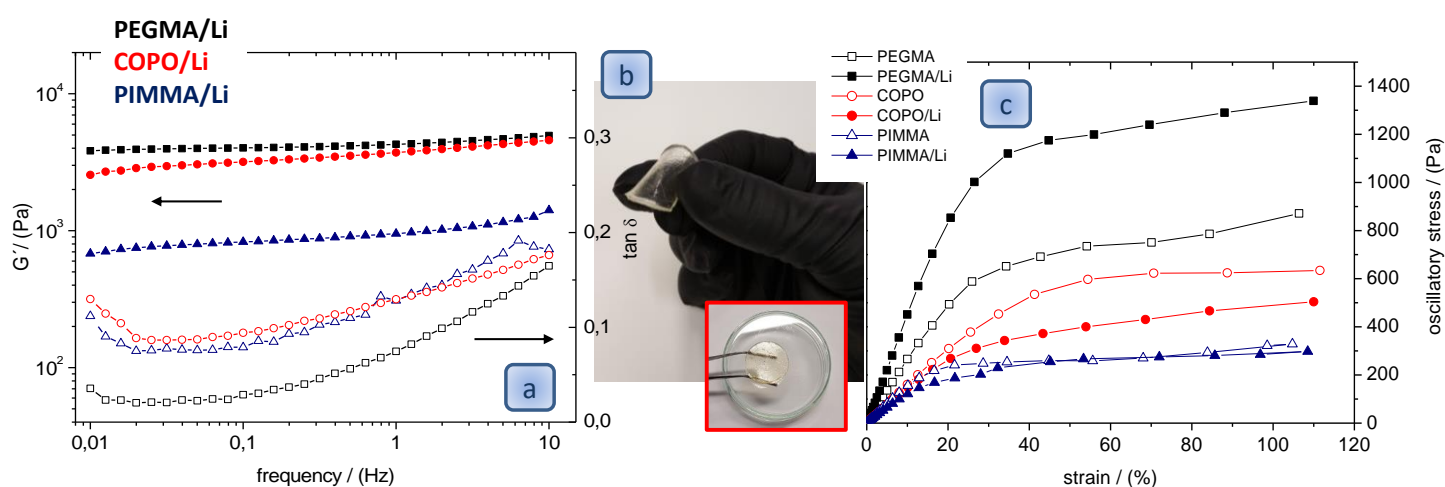 PEGMA/Li
COPO/Li
PIMMA/Li
10⁴
10³
10²
G´/ (Pa)
0,01
0,1
1
10
frequency / (Hz)
0,3
0,2
0,1
0,0
tan δ
a
b
PEGMA
PEGMA/Li
COPO
COPO/Li
PIMMA
PIMMA/Li
c
1400
1200
1000
800
600
400
200
0
oscillatory stress / (Pa)
0
20
40
60
80
100
120
strain / (%)